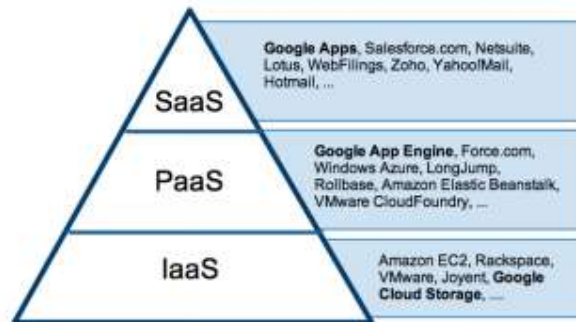 SaaS
Google Apps, Salesforce.com, Netsuite,
Lotus, WebFilings, Zoho, Yahoo!Mail,
Hotmail, ...
PaaS
Google App Engine, Force.com,
Windows Azure, LongJump,
Rollbase, Amazon Elastic Beanstalk,
VMware CloudFoundry, ...
IaaS
Amazon EC2, Rackspace,
VMware, Joyent, Google
Cloud Storage, ....